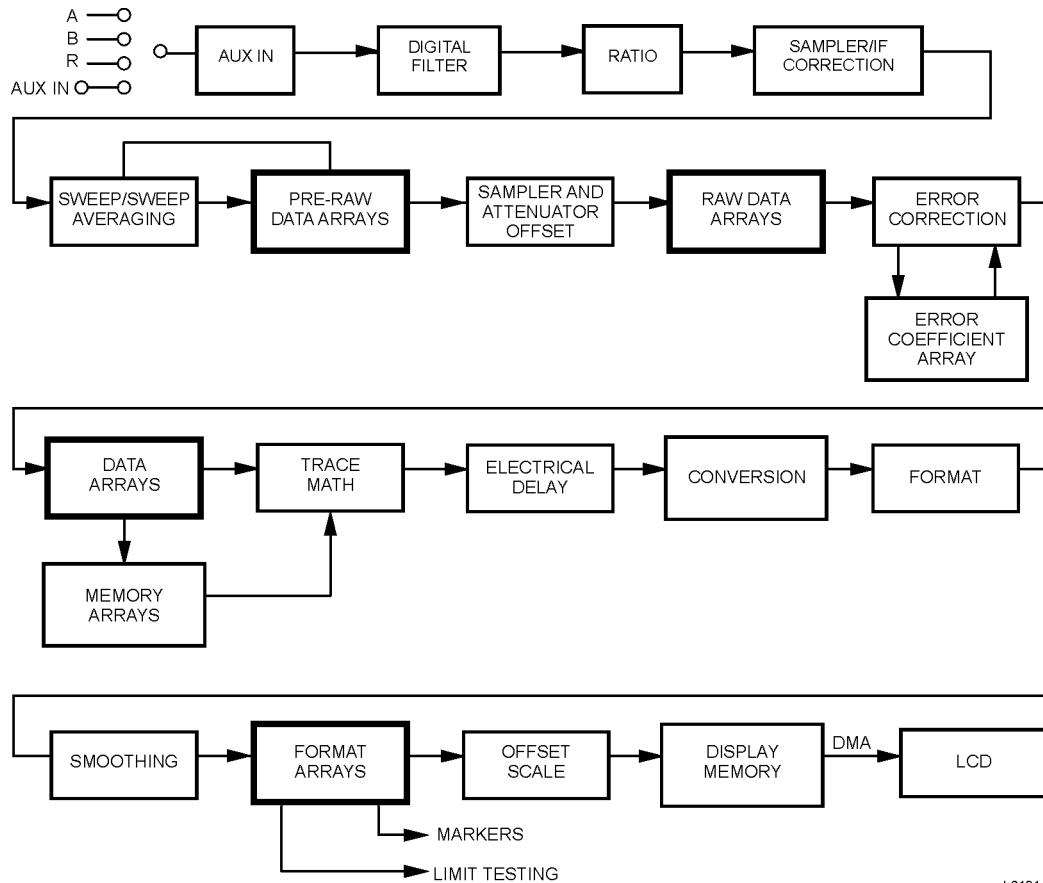 A
B
R
AUX IN
AUX IN
DIGITAL
FILTER
RATIO
SAMPLER/IF
CORRECTION
SWEEP/SWEEP
AVERAGING
PRE-RAW
DATA ARRAYS
SAMPLER AND
ATTENUATOR
OFFSET
RAW DATA
ARRAYS
ERROR
CORRECTION
ERROR
COEFFICIENT
ARRAY
DATA
ARRAYS
TRACE
MATH
ELECTRICAL
DELAY
CONVERSION
FORMAT
MEMORY
ARRAYS
SMOOTHING
FORMAT
ARRAYS
OFFSET
SCALE
DISPLAY
MEMORY
DMA
LCD
MARKERS
LIMIT TESTING